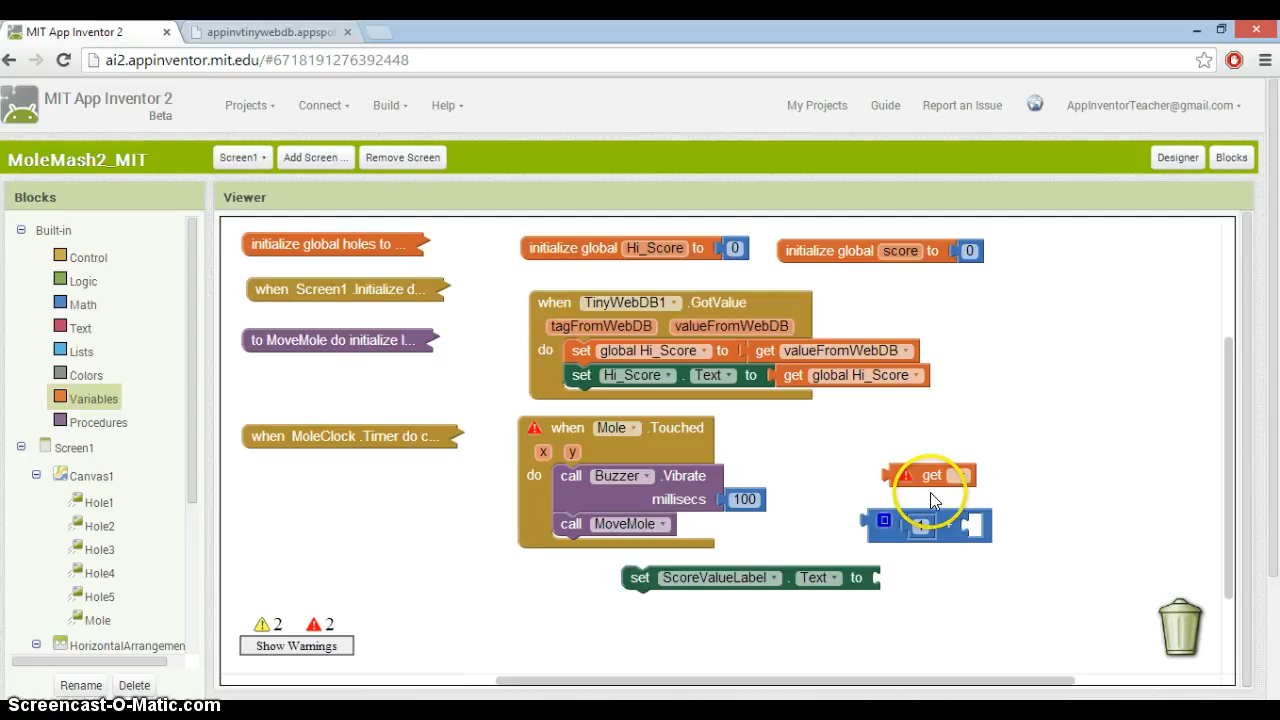 MIT App Inventor 2
appinvtinywebdb.appspo
ai2.appinventor.mit.edu/#6718191276392448
MIT App Inventor 2
Beta
Projects
Connect
Build
Help
My Projects
Guide
Report an Issue
AppInventorTeacher@gmail.com
MoleMash2_MIT
Screen1
Add Screen ...
Remove Screen
Designer
Blocks
Blocks
Built-in
Control
Logic
Math
Text
Lists
Colors
Variables
Procedures
Screen1
Canvas1
Hole1
Hole2
Hole3
Hole4
Hole5
Mole
HorizontalArrangemen
Rename
Delete
Viewer
initialize global holes to ...
initialize global Hi_Score to 0
initialize global score to 0
when Screen1 .Initialize d...
to MoveMole do initialize l...
when MoleClock .Timer do c...
when TinyWebDB1 .GotValue
tagFromWebDB valueFromWebDB
do set global Hi_Score to get valueFromWebDB
set Hi_Score . Text to get global Hi_Score
when Mole .Touched
x y
do call Buzzer .Vibrate
millisecs 100
call MoveMole
get
1 +
set ScoreValueLabel . Text to
2 2
Show Warnings
Screencast-O-Matic.com